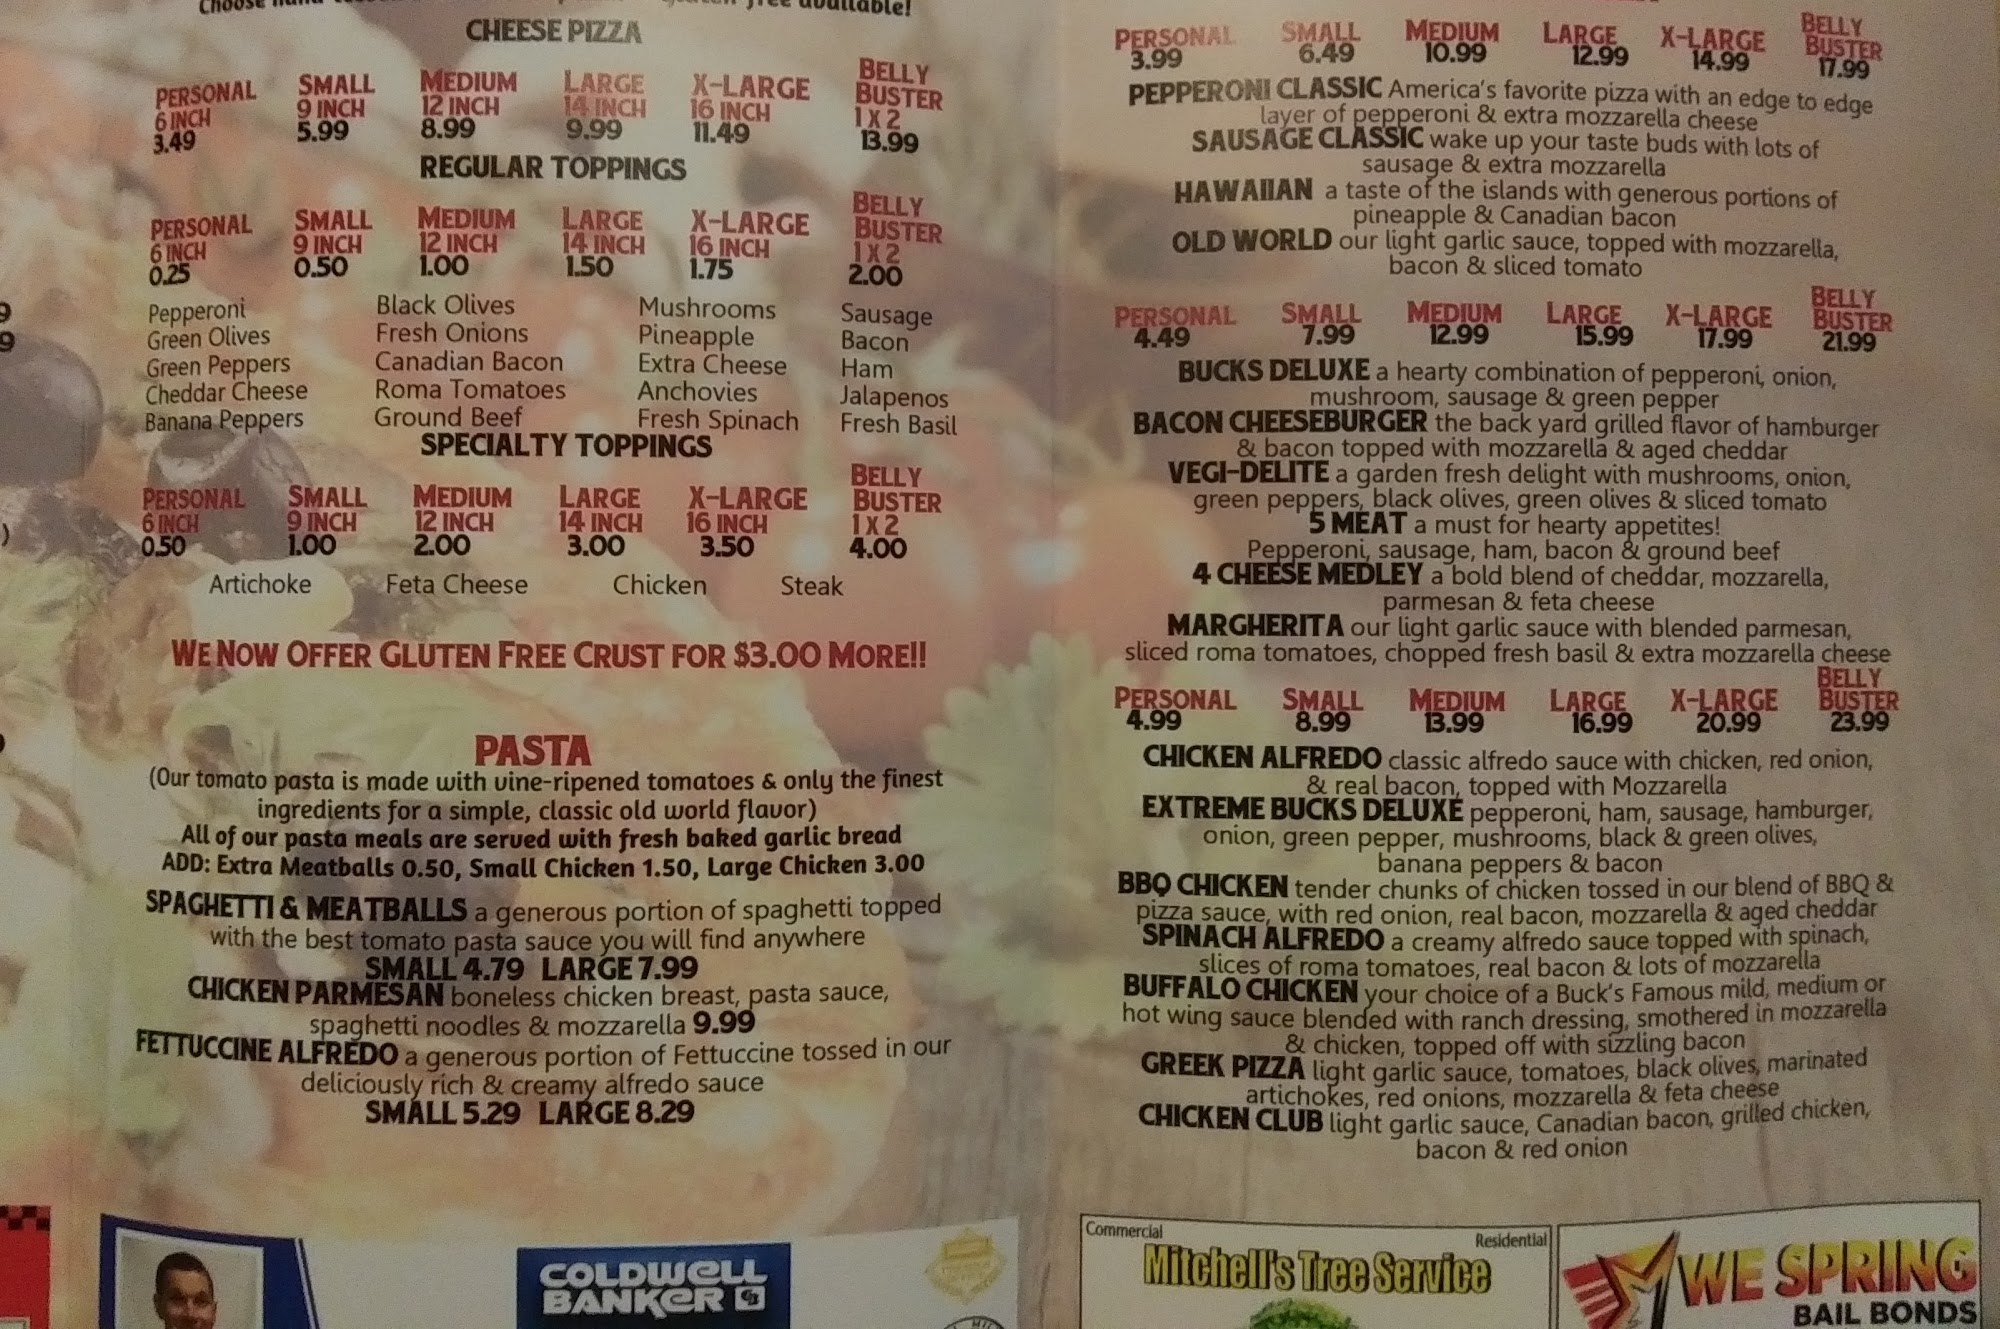 Choose
free available!
CHEESE PIZZA
PERSONAL SMALL MEDIUM LARGE X-LARGE BELLY BUSTER
6 INCH 9 INCH 12 INCH 14 INCH 16 INCH 1 X 2
3.49 5.99 8.99 9.99 11.49 13.99
REGULAR TOPPINGS
PERSONAL SMALL MEDIUM LARGE X-LARGE BELLY BUSTER
6 INCH 9 INCH 12 INCH 14 INCH 16 INCH 1 X 2
0.25 0.50 1.00 1.50 1.75 2.00
Pepperoni Black Olives Mushrooms Sausage
Green Olives Fresh Onions Pineapple Bacon
Green Peppers Canadian Bacon Extra Cheese Ham
Cheddar Cheese Roma Tomatoes Anchovies Jalapenos
Banana Peppers Ground Beef Fresh Spinach Fresh Basil
SPECIALTY TOPPINGS
PERSONAL SMALL MEDIUM LARGE X-LARGE BELLY BUSTER
6 INCH 9 INCH 12 INCH 14 INCH 16 INCH 1 X 2
0.50 1.00 2.00 3.00 3.50 4.00
Artichoke Feta Cheese Chicken Steak
WE NOW OFFER GLUTEN FREE CRUST FOR $3.00 MORE!!
PASTA
(Our tomato pasta is made with vine-ripened tomatoes & only the finest
ingredients for a simple, classic old world flavor)
All of our pasta meals are served with fresh baked garlic bread
ADD: Extra Meatballs 0.50, Small Chicken 1.50, Large Chicken 3.00
SPAGHETTI & MEATBALLS a generous portion of spaghetti topped
with the best tomato pasta sauce you will find anywhere
SMALL 4.79 LARGE 7.99
CHICKEN PARMESAN boneless chicken breast, pasta sauce,
spaghetti noodles & mozzarella 9.99
FETTUCCINE ALFREDO a generous portion of Fettuccine tossed in our
deliciously rich & creamy alfredo sauce
SMALL 5.29 LARGE 8.29
PERSONAL SMALL MEDIUM LARGE X-LARGE BELLY BUSTER
3.99 6.49 10.99 12.99 14.99 17.99
PEPPERONI CLASSIC America's favorite pizza with an edge to edge
layer of pepperoni & extra mozzarella cheese
SAUSAGE CLASSIC wake up your taste buds with lots of
sausage & extra mozzarella
HAWAIIAN a taste of the islands with generous portions of
pineapple & Canadian bacon
OLD WORLD our light garlic sauce, topped with mozzarella,
bacon & sliced tomato
PERSONAL SMALL MEDIUM LARGE X-LARGE BELLY BUSTER
4.49 7.99 12.99 15.99 17.99 21.99
BUCKS DELUXE a hearty combination of pepperoni, onion,
mushroom, sausage & green pepper
BACON CHEESEBURGER the back yard grilled flavor of hamburger
& bacon topped with mozzarella & aged cheddar
VEGI-DELITE a garden fresh delight with mushrooms, onion,
green peppers, black olives, green olives & sliced tomato
5 MEAT a must for hearty appetites!
Pepperoni, sausage, ham, bacon & ground beef
4 CHEESE MEDLEY a bold blend of cheddar, mozzarella,
parmesan & feta cheese
MARGHERITA our light garlic sauce with blended parmesan,
sliced roma tomatoes, chopped fresh basil & extra mozzarella cheese
PERSONAL SMALL MEDIUM LARGE X-LARGE BELLY BUSTER
4.99 8.99 13.99 16.99 20.99 23.99
CHICKEN ALFREDO classic alfredo sauce with chicken, red onion,
& real bacon, topped with Mozzarella
EXTREME BUCKS DELUXE pepperoni, ham, sausage, hamburger,
onion, green pepper, mushrooms, black & green olives,
banana peppers & bacon
BBQ CHICKEN tender chunks of chicken tossed in our blend of BBQ &
pizza sauce, with red onion, real bacon, mozzarella & aged cheddar
SPINACH ALFREDO a creamy alfredo sauce topped with spinach,
slices of roma tomatoes, real bacon & lots of mozzarella
BUFFALO CHICKEN your choice of a Buck's Famous mild, medium or
hot wing sauce blended with ranch dressing, smothered in mozzarella
& chicken, topped off with sizzling bacon
GREEK PIZZA light garlic sauce, tomatoes, black olives, marinated
artichokes, red onions, mozzarella & feta cheese
CHICKEN CLUB light garlic sauce, Canadian bacon, grilled chicken,
bacon & red onion
COLDWELL
BANKER CB
Commercial Residential
Mitchell's Tree Service
WE SPRING
BAIL BONDS